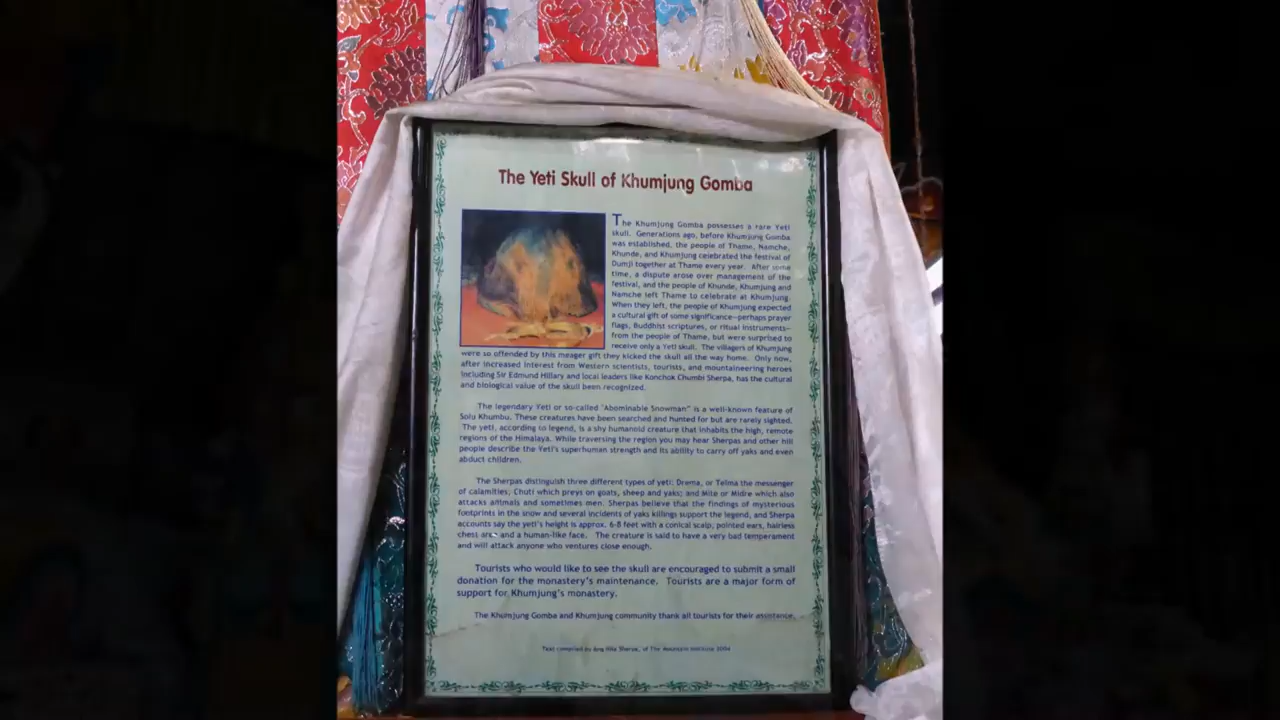 The Yeti Skull of Khumjung Gomba
The Khumjung Gomba possesses a rare Yeti
skull. Generations ago, before Khumjung Gomba
was established, the people of Thame, Namche,
Khunde, and Khumjung celebrated the festival of
Dumji together at Thame every year. After some
time, a dispute arose over management of the
festival, and the people of Khunde, Khumjung and
Namche left Thame to celebrate at Khumjung.
When they left, the people of Khumjung expected
a cultural gift of some significance—perhaps prayer
flags, Buddhist scriptures, or ritual instruments—
from the people of Thame, but were surprised to
receive only a Yeti skull. The villagers of Khumjung
were so offended by this meager gift they kicked the skull all the way home. Only now,
after increased interest from Western scientists, tourists, and mountaineering heroes
including Sir Edmund Hillary and local leaders like Konchok Chumbi Sherpa, has the cultural
and biological value of the skull been recognized.
The legendary Yeti or so-called "Abominable Snowman" is a well-known feature of
Solu Khumbu. These creatures have been searched and hunted for but are rarely sighted.
The yeti, according to legend, is a shy humanoid creature that inhabits the high, remote
regions of the Himalaya. While traversing the region you may hear Sherpas and other hill
people describe the Yeti's superhuman strength and its ability to carry off yaks and even
abduct children.
The Sherpas distinguish three different types of yeti: Drema, or Telma the messenger
of calamities; Chuti which preys on goats, sheep and yaks; and Mite or Midre which also
attacks animals and sometimes men. Sherpas believe that the findings of mysterious
footprints in the snow and several incidents of yaks killings support the legend, and Sherpa
accounts say the yeti's height is approx. 6-8 feet with a conical scalp, pointed ears, hairless
chest area and a human-like face. The creature is said to have a very bad temperament
and will attack anyone who ventures close enough.
Tourists who would like to see the skull are encouraged to submit a small
donation for the monastery's maintenance. Tourists are a major form of
support for Khumjung's monastery.
The Khumjung Gomba and Khumjung community thank all tourists for their assistance.
Text compiled by Ang Rita Sherpa, of The Mountain Institute 2004